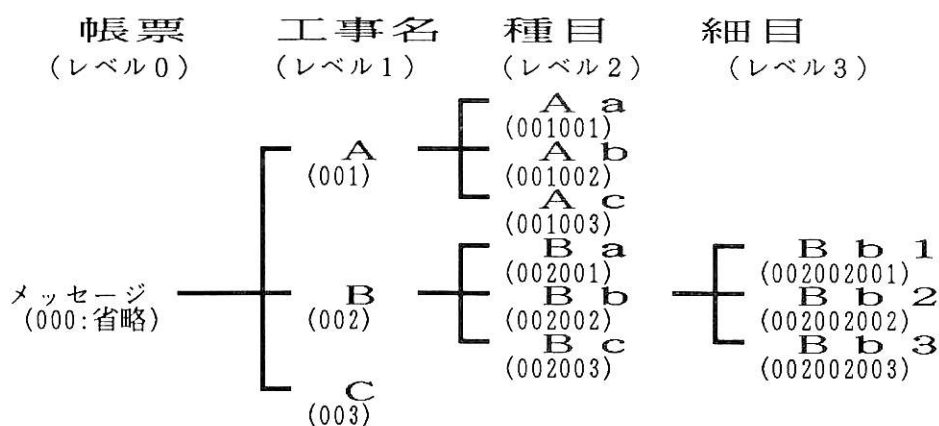 帳票 工事名 種目 細目
(レベル0) (レベル1) (レベル2) (レベル3)
A a
(001001)
A A b
(001) (001002)
A c
(001003)
B a B b 1
(002001) (002002001)
メッセージ B B b B b 2
(000:省略) (002) (002002) (002002002)
B c B b 3
(002003) (002002003)
C
(003)